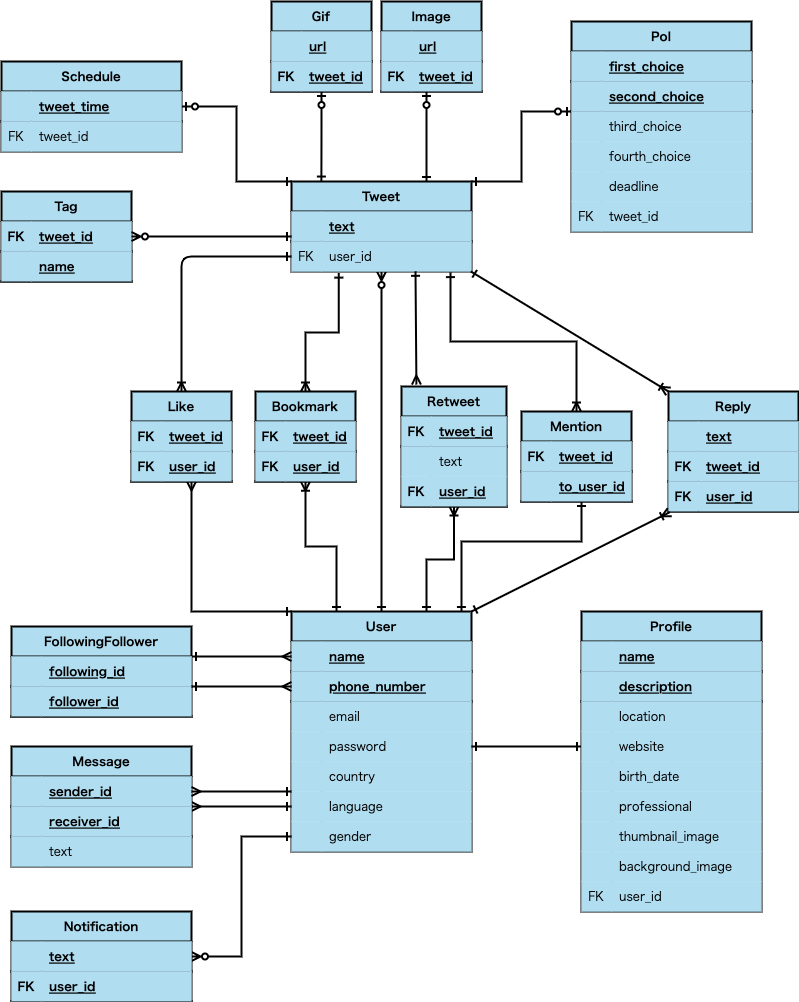 Gif
url
FK tweet_id
Image
url
FK tweet_id
Pol
first_choice
second_choice
third_choice
fourth_choice
deadline
FK tweet_id
Schedule
tweet_time
FK tweet_id
Tweet
text
FK user_id
Tag
FK tweet_id
name
Like
FK tweet_id
FK user_id
Bookmark
FK tweet_id
FK user_id
Retweet
FK tweet_id
text
FK user_id
Mention
FK tweet_id
to_user_id
Reply
text
FK tweet_id
FK user_id
FollowingFollower
following_id
follower_id
User
name
phone_number
email
password
country
language
gender
Profile
name
description
location
website
birth_date
professional
thumbnail_image
background_image
FK user_id
Message
sender_id
receiver_id
text
Notification
text
FK user_id